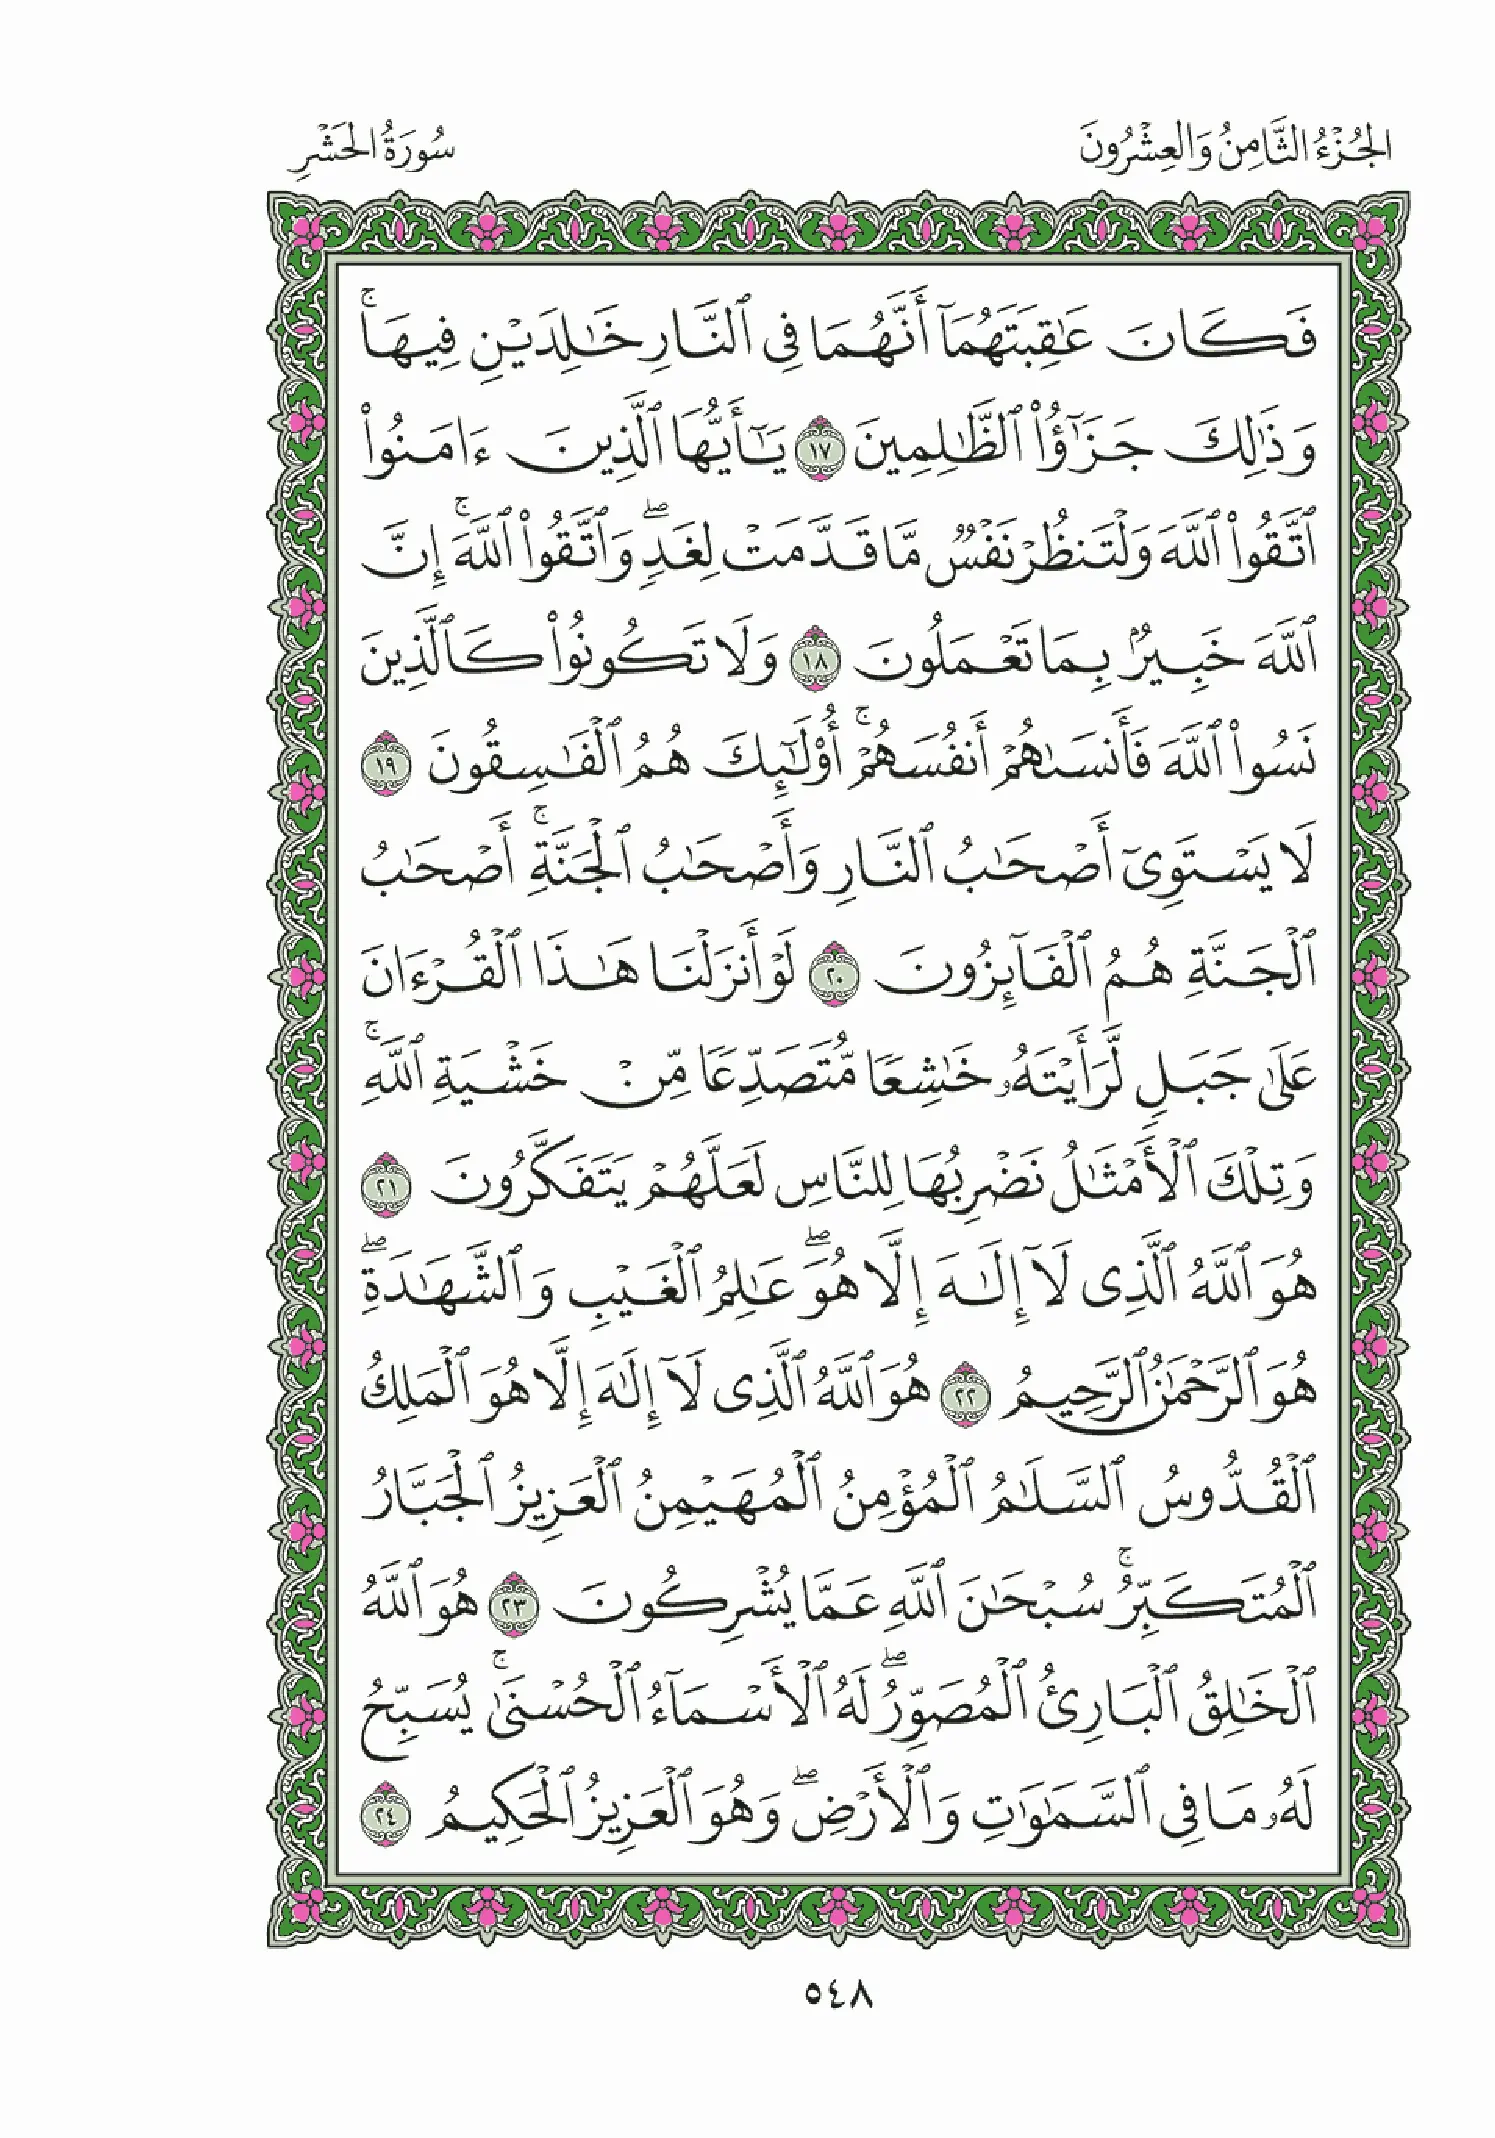 الجُزْءُ الثَّامِنُ وَالعِشْرُونَ
سُورَةُ الحَشْرِ
فَكَانَ عَٰقِبَتَهُمَآ أَنَّهُمَا فِى ٱلنَّارِ خَٰلِدَيْنِ فِيهَاۚ
وَذَٰلِكَ جَزَٰٓؤُا۟ ٱلظَّٰلِمِينَ ١٧ يَٰٓأَيُّهَا ٱلَّذِينَ ءَامَنُوا۟
ٱتَّقُوا۟ ٱللَّهَ وَلْتَنظُرْ نَفْسٌ مَّا قَدَّمَتْ لِغَدٍۖ وَٱتَّقُوا۟ ٱللَّهَۚ إِنَّ
ٱللَّهَ خَبِيرٌۢ بِمَا تَعْمَلُونَ ١٨ وَلَا تَكُونُوا۟ كَٱلَّذِينَ
نَسُوا۟ ٱللَّهَ فَأَنسَىٰهُمْ أَنفُسَهُمْۚ أُو۟لَٰٓئِكَ هُمُ ٱلْفَٰسِقُونَ ١٩
لَا يَسْتَوِىٓ أَصْحَٰبُ ٱلنَّارِ وَأَصْحَٰبُ ٱلْجَنَّةِۚ أَصْحَٰبُ
ٱلْجَنَّةِ هُمُ ٱلْفَآئِزُونَ ٢٠ لَوْ أَنزَلْنَا هَٰذَا ٱلْقُرْءَانَ
عَلَىٰ جَبَلٍ لَّرَأَيْتَهُۥ خَٰشِعًا مُّتَصَدِّعًا مِّنْ خَشْيَةِ ٱللَّهِۚ
وَتِلْكَ ٱلْأَمْثَٰلُ نَضْرِبُهَا لِلنَّاسِ لَعَلَّهُمْ يَتَفَكَّرُونَ ٢١
هُوَ ٱللَّهُ ٱلَّذِى لَآ إِلَٰهَ إِلَّا هُوَۖ عَٰلِمُ ٱلْغَيْبِ وَٱلشَّهَٰدَةِۖ
هُوَ ٱلرَّحْمَٰنُ ٱلرَّحِيمُ ٢٢ هُوَ ٱللَّهُ ٱلَّذِى لَآ إِلَٰهَ إِلَّا هُوَ ٱلْمَلِكُ
ٱلْقُدُّوسُ ٱلسَّلَٰمُ ٱلْمُؤْمِنُ ٱلْمُهَيْمِنُ ٱلْعَزِيزُ ٱلْجَبَّارُ
ٱلْمُتَكَبِّرُۚ سُبْحَٰنَ ٱللَّهِ عَمَّا يُشْرِكُونَ ٢٣ هُوَ ٱللَّهُ
ٱلْخَٰلِقُ ٱلْبَارِئُ ٱلْمُصَوِّرُۖ لَهُ ٱلْأَسْمَآءُ ٱلْحُسْنَىٰۚ يُسَبِّحُ
لَهُۥ مَا فِى ٱلسَّمَٰوَٰتِ وَٱلْأَرْضِۖ وَهُوَ ٱلْعَزِيزُ ٱلْحَكِيمُ ٢٤
٥٤٨